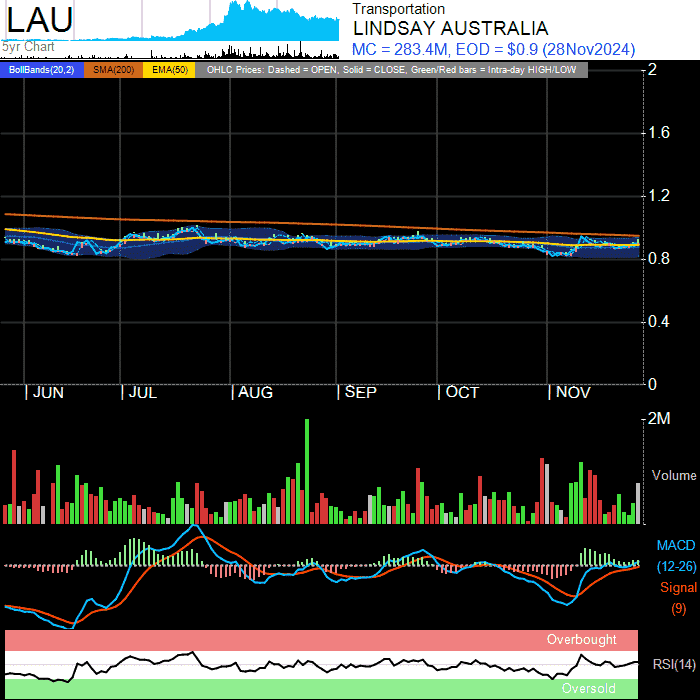 LAU
5yr Chart
Transportation
LINDSAY AUSTRALIA
MC = 283.4M, EOD = $0.9 (28Nov2024)
BollBands(20,2) SMA(200) EMA(50) OHLC Prices: Dashed = OPEN, Solid = CLOSE, Green/Red bars = Intra-day HIGH/LOW
2
1.6
1.2
0.8
0.4
0
JUN JUL AUG SEP OCT NOV
2M
Volume
MACD
(12-26)
Signal
(9)
Overbought
RSI(14)
Oversold